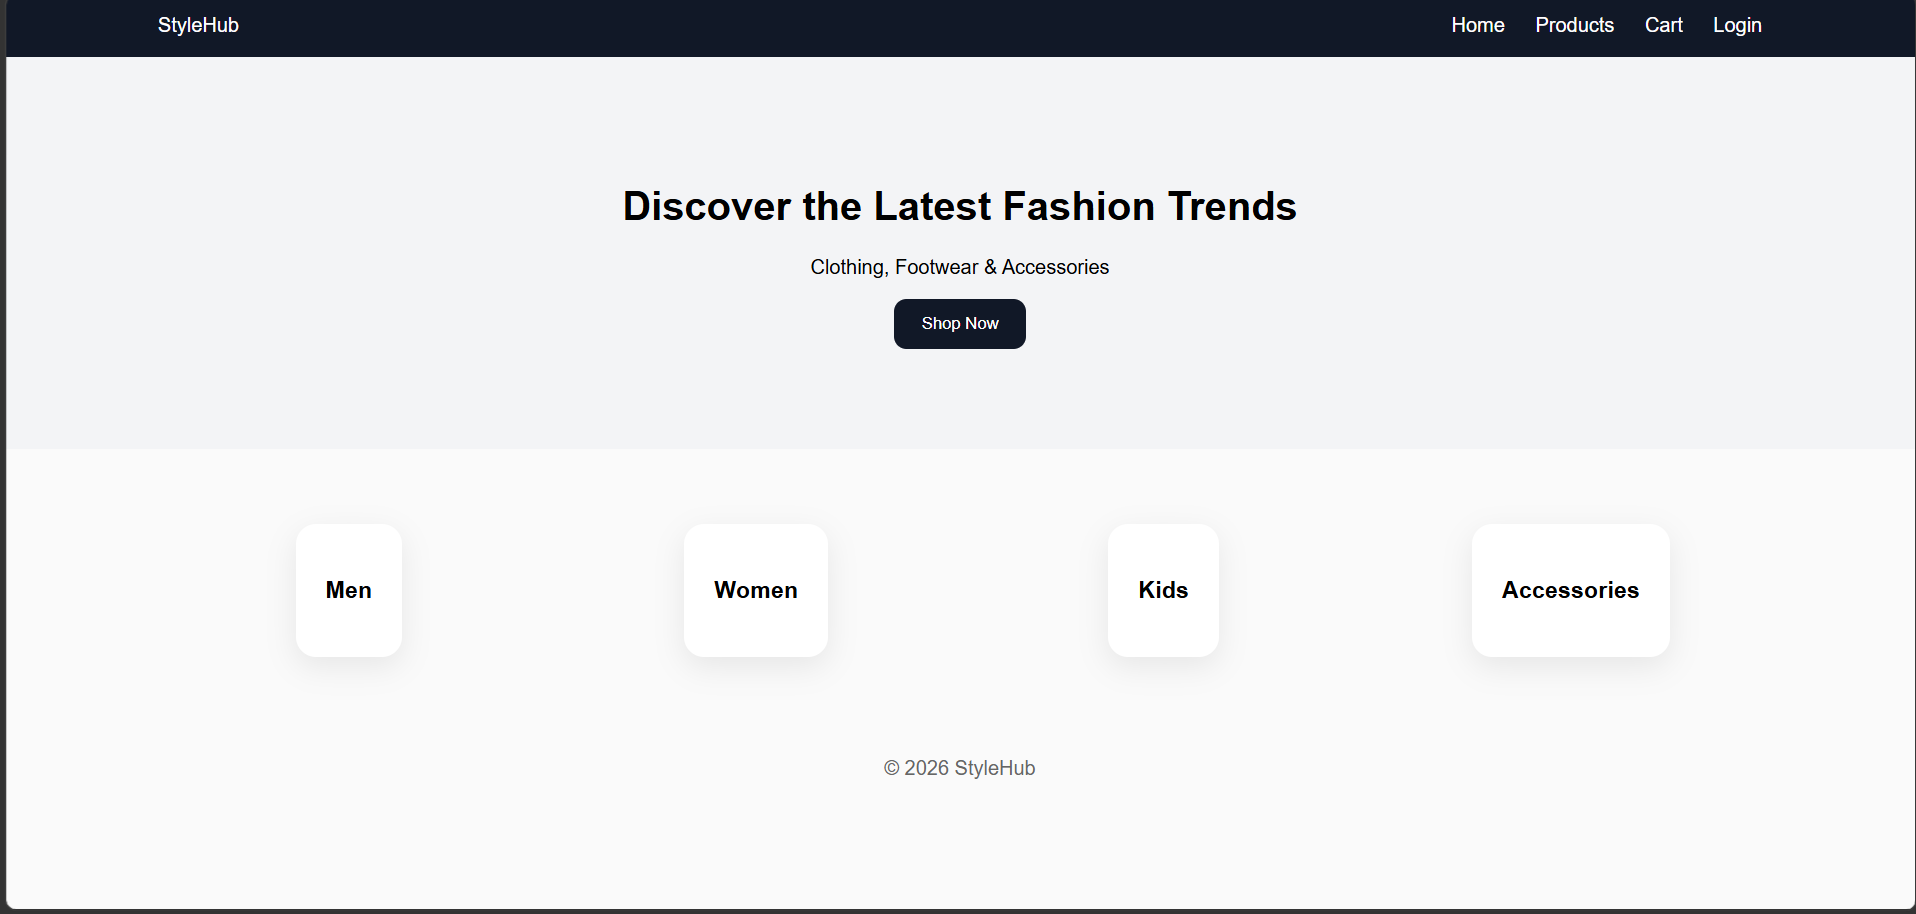 StyleHub Home Products Cart Login
Discover the Latest Fashion Trends
Clothing, Footwear & Accessories
Shop Now
Men Women Kids Accessories
© 2026 StyleHub